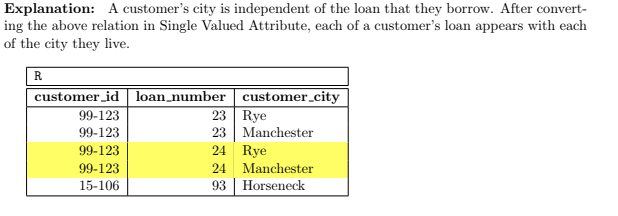 Explanation: A customer's city is independent of the loan that they borrow. After convert-
ing the above relation in Single Valued Attribute, each of a customer's loan appears with each
of the city they live.
R
customer_id loan_number customer_city
99-123 23 Rye
99-123 23 Manchester
99-123 24 Rye
99-123 24 Manchester
15-106 93 Horseneck